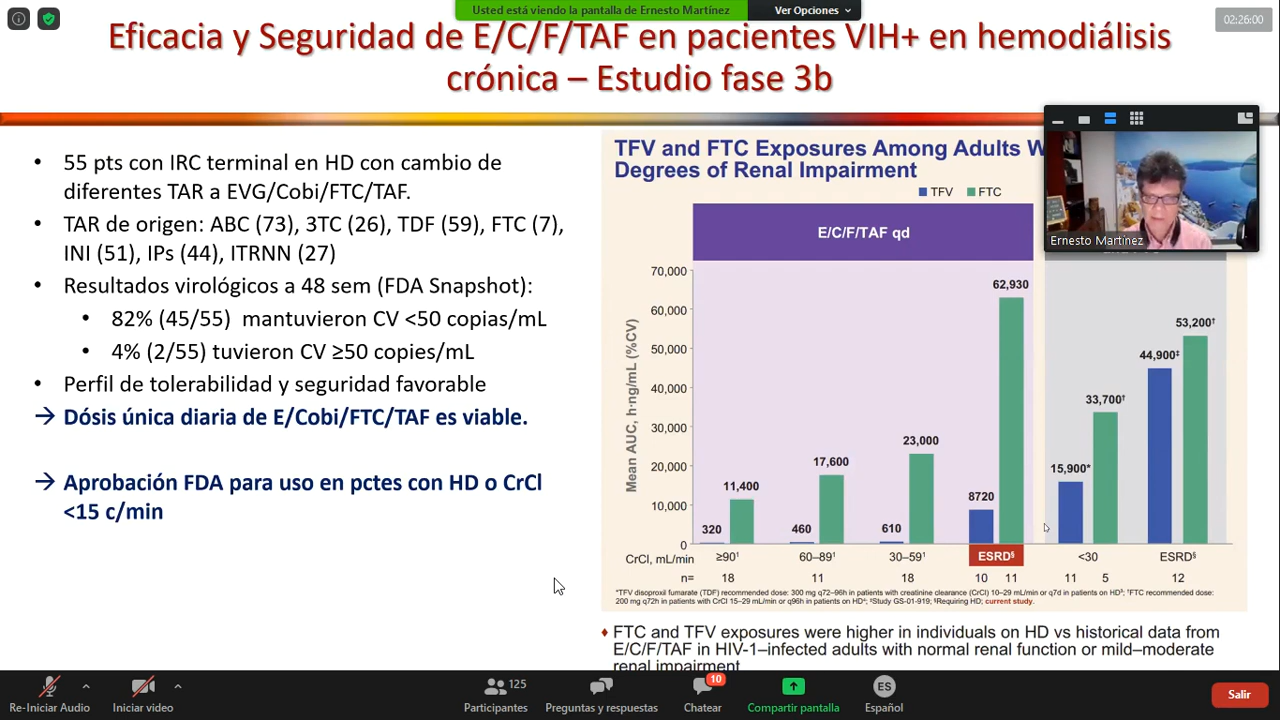 Usted está viendo la pantalla de Ernesto Martínez
Ver Opciones
02:26:00
Eficacia y Seguridad de E/C/F/TAF en pacientes VIH+ en hemodiálisis
crónica – Estudio fase 3b
• 55 pts con IRC terminal en HD con cambio de
diferentes TAR a EVG/Cobi/FTC/TAF.
• TAR de origen: ABC (73), 3TC (26), TDF (59), FTC (7),
INI (51), IPs (44), ITRNN (27)
• Resultados virológicos a 48 sem (FDA Snapshot):
• 82% (45/55) mantuvieron CV <50 copias/mL
• 4% (2/55) tuvieron CV ≥50 copies/mL
• Perfil de tolerabilidad y seguridad favorable
→ Dósis única diaria de E/Cobi/FTC/TAF es viable.
→ Aprobación FDA para uso en pctes con HD o CrCl
<15 c/min
TFV and FTC Exposures Among Adults W
Degrees of Renal Impairment
TFV FTC
E/C/F/TAF qd
Mean AUC, h·ng/mL (%CV)
70,000
60,000
50,000
40,000
30,000
20,000
10,000
0
320 11,400
460 17,600
610 23,000
8720 62,930
15,900* 33,700†
44,900‡ 53,200†
CrCl, mL/min ≥90¹ 60–89¹ 30–59¹ ESRD§ <30 ESRD§
n= 18 11 18 10 11 11 5 12
*TFV disoproxil fumarate (TDF) recommended dose: 300 mg q72–96h in patients with creatinine clearance (CrCl) 10–29 mL/min or q7d in patients on HD³; †FTC recommended dose:
200 mg q72h in patients with CrCl 15–29 mL/min or q96h in patients on HD⁴; ‡Study GS-01-919; §Requiring HD; current study.
♦ FTC and TFV exposures were higher in individuals on HD vs historical data from
E/C/F/TAF in HIV-1–infected adults with normal renal function or mild–moderate
renal impairment
Ernesto Martínez
Re-Iniciar Audio
Iniciar video
125
Participantes
Preguntas y respuestas
10
Chatear
Compartir pantalla
ES
Español
Salir